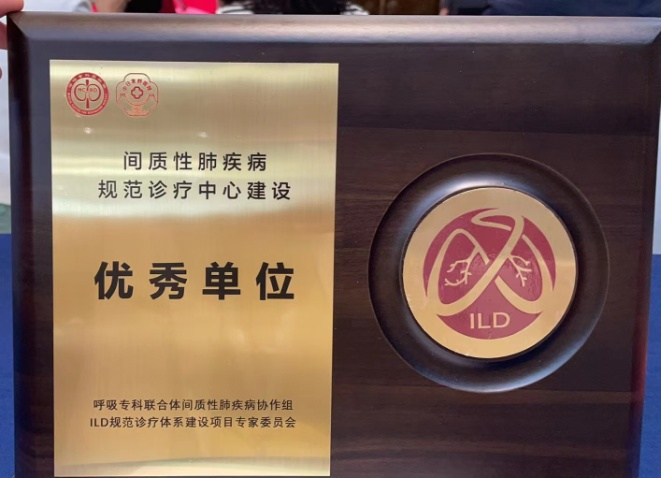 间质性肺疾病
规范诊疗中心建设
优秀单位
呼吸专科联合体间质性肺疾病协作组
ILD规范诊疗体系建设项目专家委员会
ILD